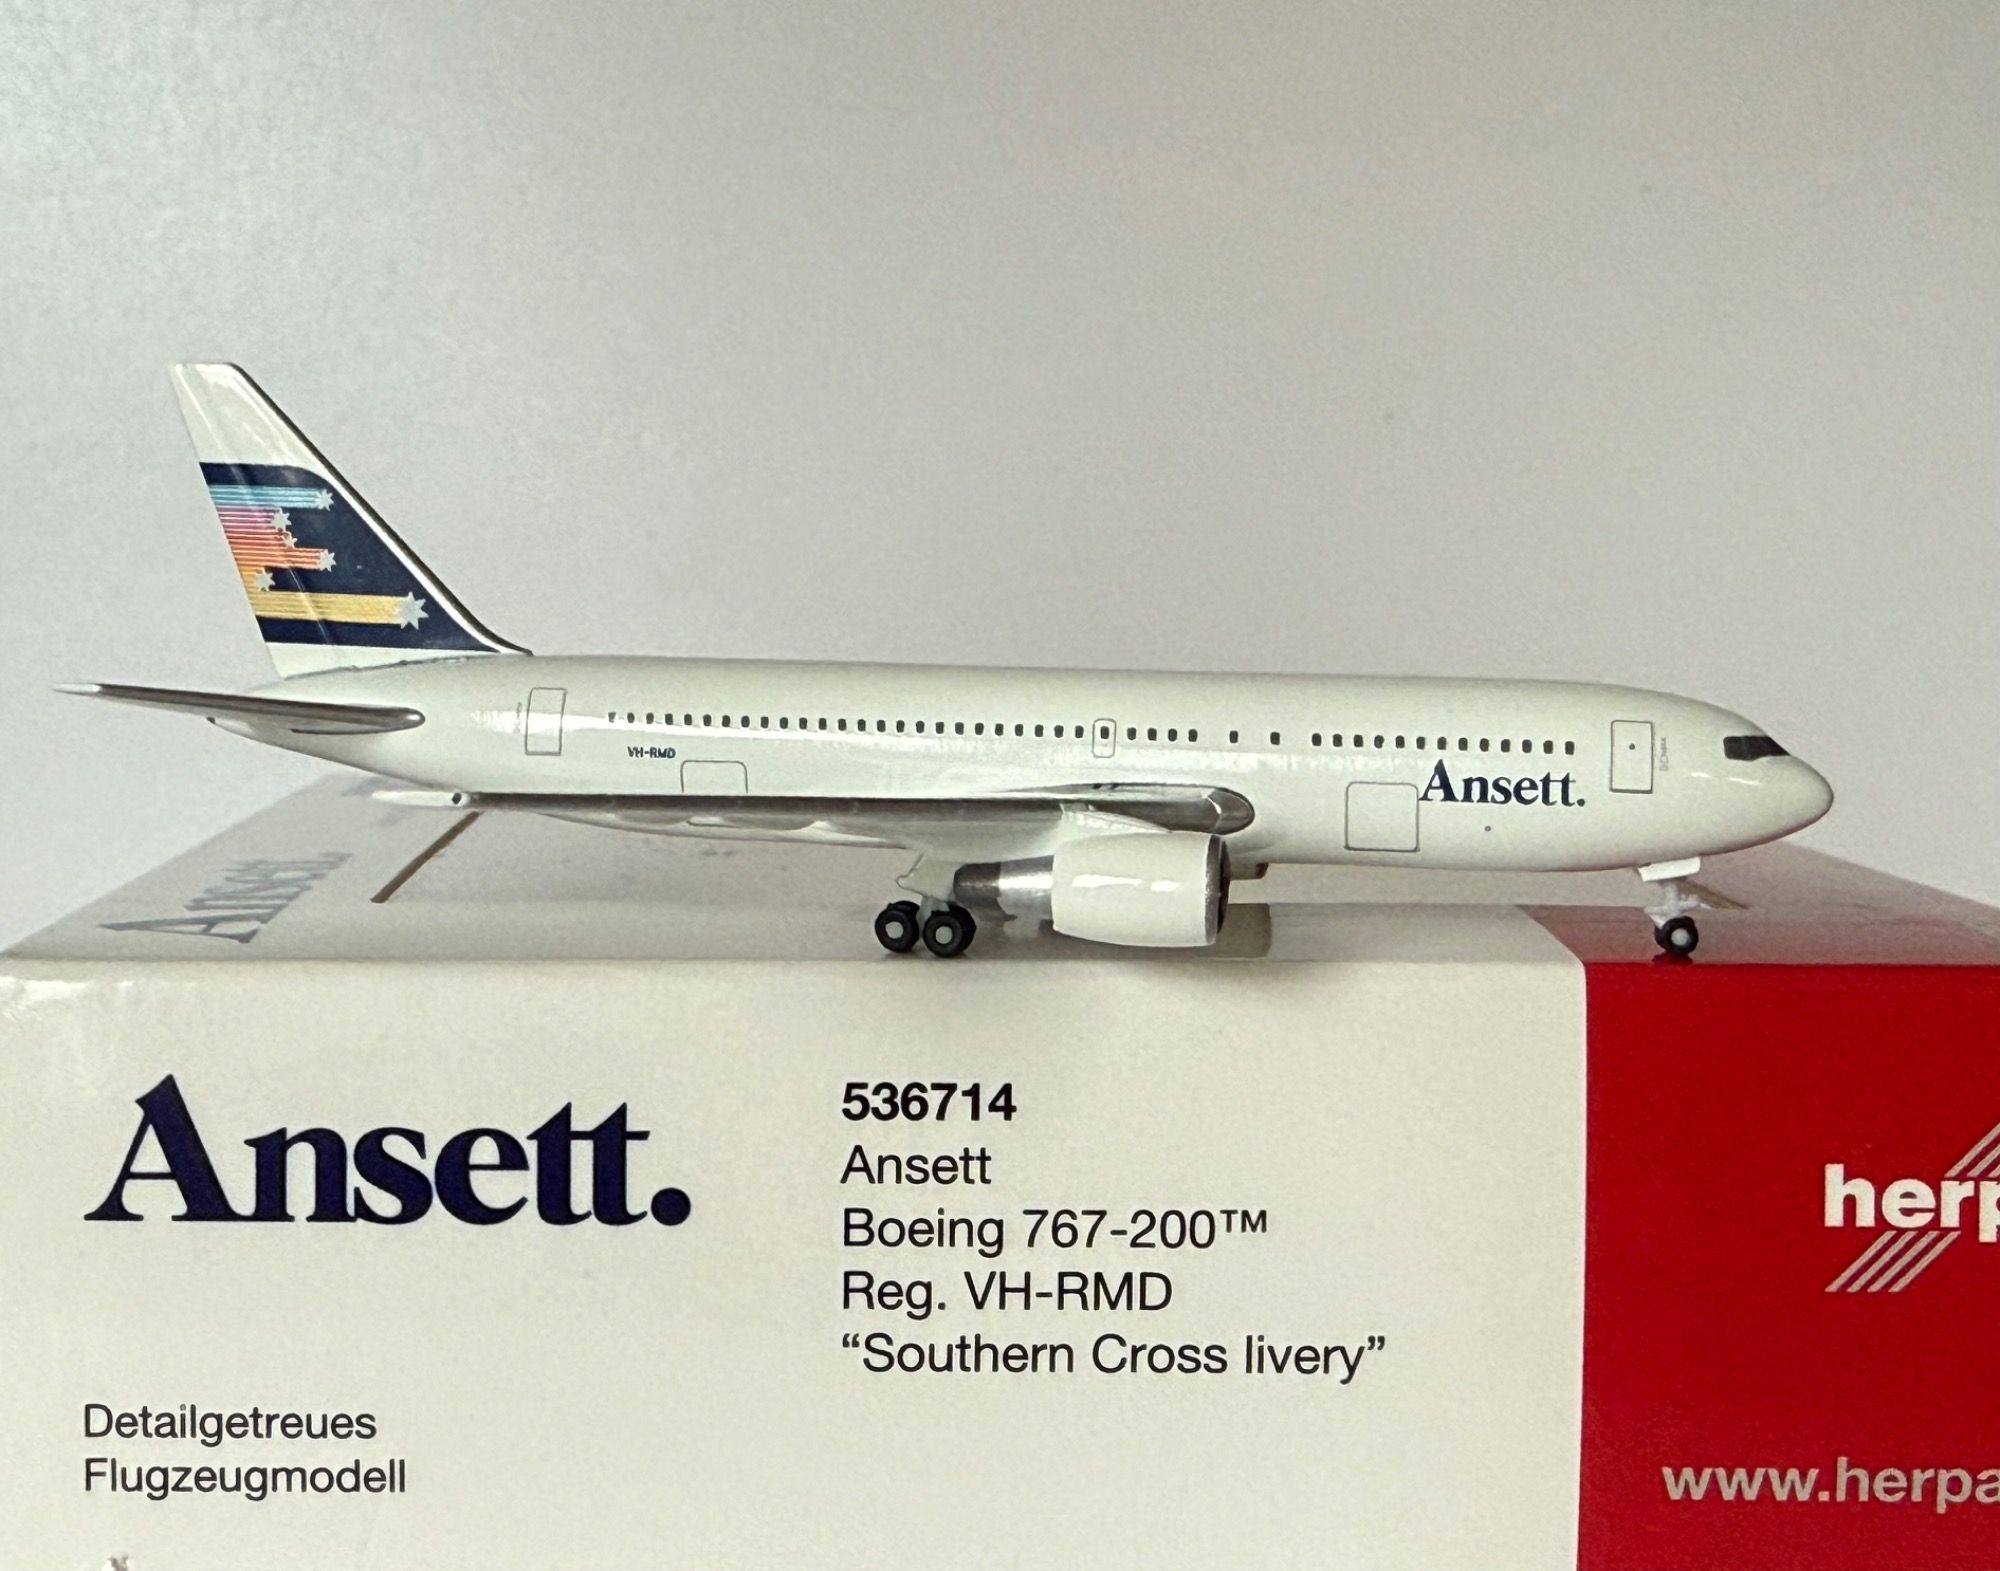 VH-RMD
Ansett.
Ansett.
Ansett.
536714
Ansett
Boeing 767-200™
Reg. VH-RMD
“Southern Cross livery”
Detailgetreues
Flugzeugmodell
herp
www.herpa